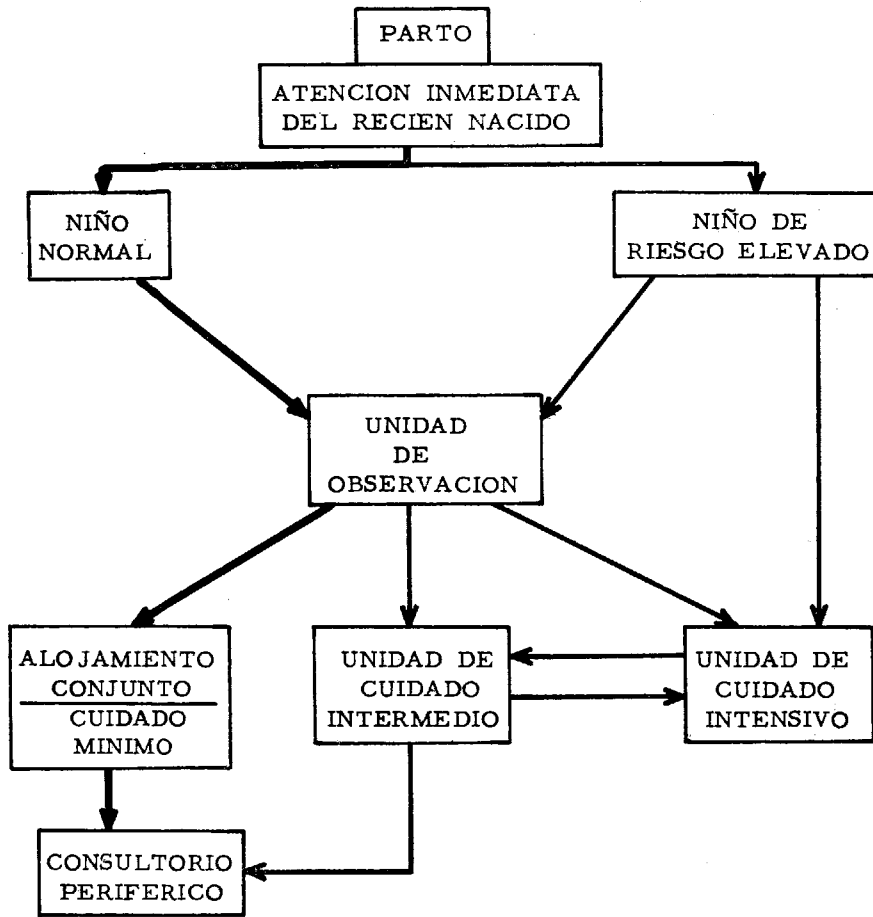 PARTO
ATENCION INMEDIATA
DEL RECIEN NACIDO
NIÑO
NORMAL
NIÑO DE
RIESGO ELEVADO
UNIDAD
DE
OBSERVACION
ALOJAMIENTO
CONJUNTO
CUIDADO
MINIMO
UNIDAD DE
CUIDADO
INTERMEDIO
UNIDAD DE
CUIDADO
INTENSIVO
CONSULTORIO
PERIFERICO